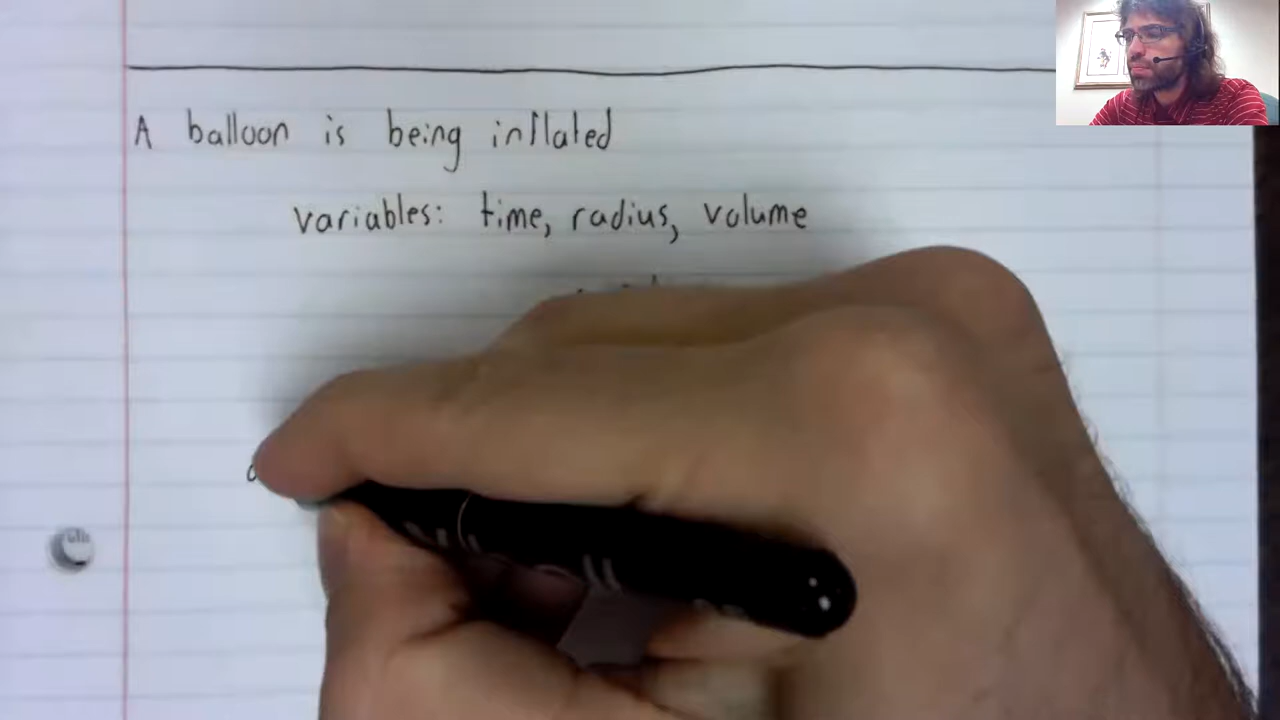 A balloon is being inflated
variables: time, radius, volume